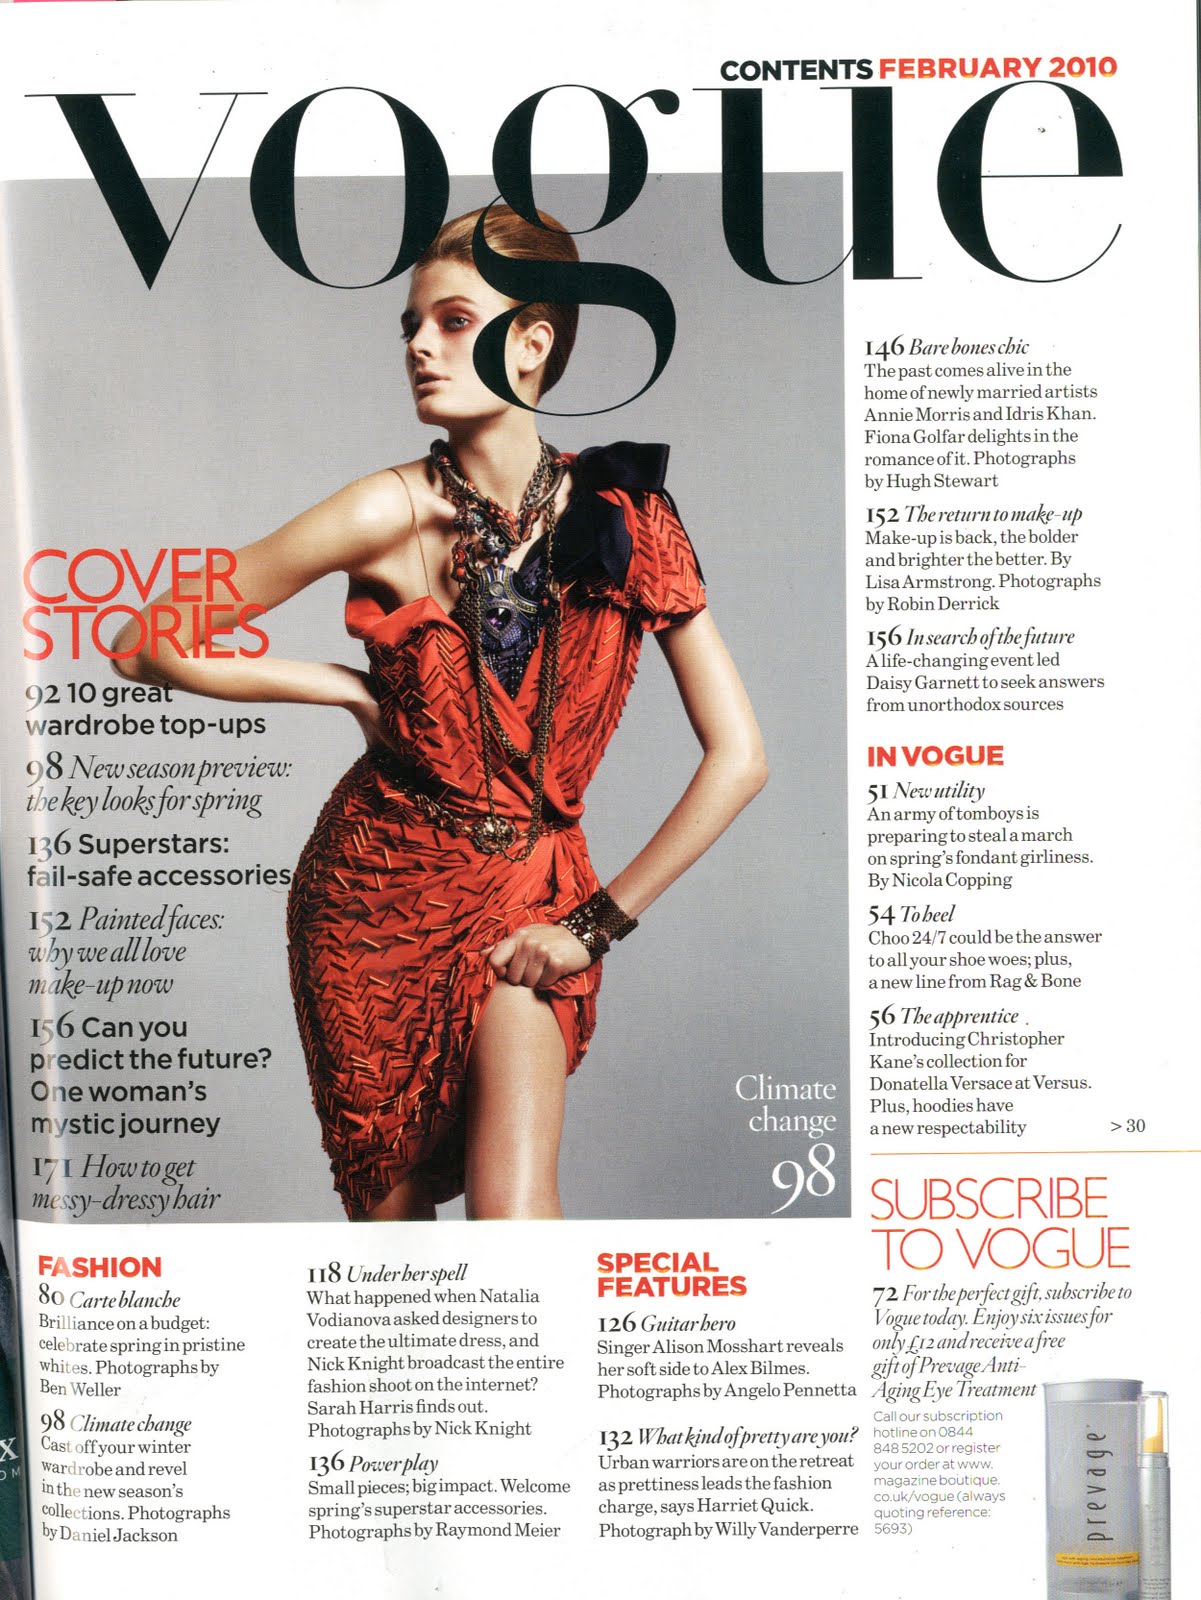 CONTENTS FEBRUARY 2010
vogue
COVER
STORIES
92 10 great
wardrobe top-ups
98 New season preview:
the key looks for spring
136 Superstars:
fail-safe accessories
152 Painted faces:
why we all love
make-up now
156 Can you
predict the future?
One woman's
mystic journey
171 How to get
messy-dressy hair
Climate
change
98
146 Bare bones chic
The past comes alive in the
home of newly married artists
Annie Morris and Idris Khan.
Fiona Golfar delights in the
romance of it. Photographs
by Hugh Stewart
152 The return to make-up
Make-up is back, the bolder
and brighter the better. By
Lisa Armstrong. Photographs
by Robin Derrick
156 In search of the future
A life-changing event led
Daisy Garnett to seek answers
from unorthodox sources
IN VOGUE
51 New utility
An army of tomboys is
preparing to steal a march
on spring's fondant girliness.
By Nicola Copping
54 To heel
Choo 24/7 could be the answer
to all your shoe woes; plus,
a new line from Rag & Bone
56 The apprentice
Introducing Christopher
Kane's collection for
Donatella Versace at Versus.
Plus, hoodies have
a new respectability > 30
FASHION
80 Carte blanche
Brilliance on a budget:
celebrate spring in pristine
whites. Photographs by
Ben Weller
98 Climate change
Cast off your winter
wardrobe and revel
in the new season's
collections. Photographs
by Daniel Jackson
118 Under her spell
What happened when Natalia
Vodianova asked designers to
create the ultimate dress, and
Nick Knight broadcast the entire
fashion shoot on the internet?
Sarah Harris finds out.
Photographs by Nick Knight
136 Power play
Small pieces; big impact. Welcome
spring's superstar accessories.
Photographs by Raymond Meier
SPECIAL
FEATURES
126 Guitar hero
Singer Alison Mosshart reveals
her soft side to Alex Bilmes.
Photographs by Angelo Pennetta
132 What kind of pretty are you?
Urban warriors are on the retreat
as prettiness leads the fashion
charge, says Harriet Quick.
Photograph by Willy Vanderperre
SUBSCRIBE
TO VOGUE
72 For the perfect gift, subscribe to
Vogue today. Enjoy six issues for
only £12 and receive a free
gift of Prevage Anti-
Aging Eye Treatment
Call our subscription
hotline on 0844
848 5202 or register
your order at www.
magazineboutique.
co.uk/vogue (always
quoting reference:
5693)
prevage